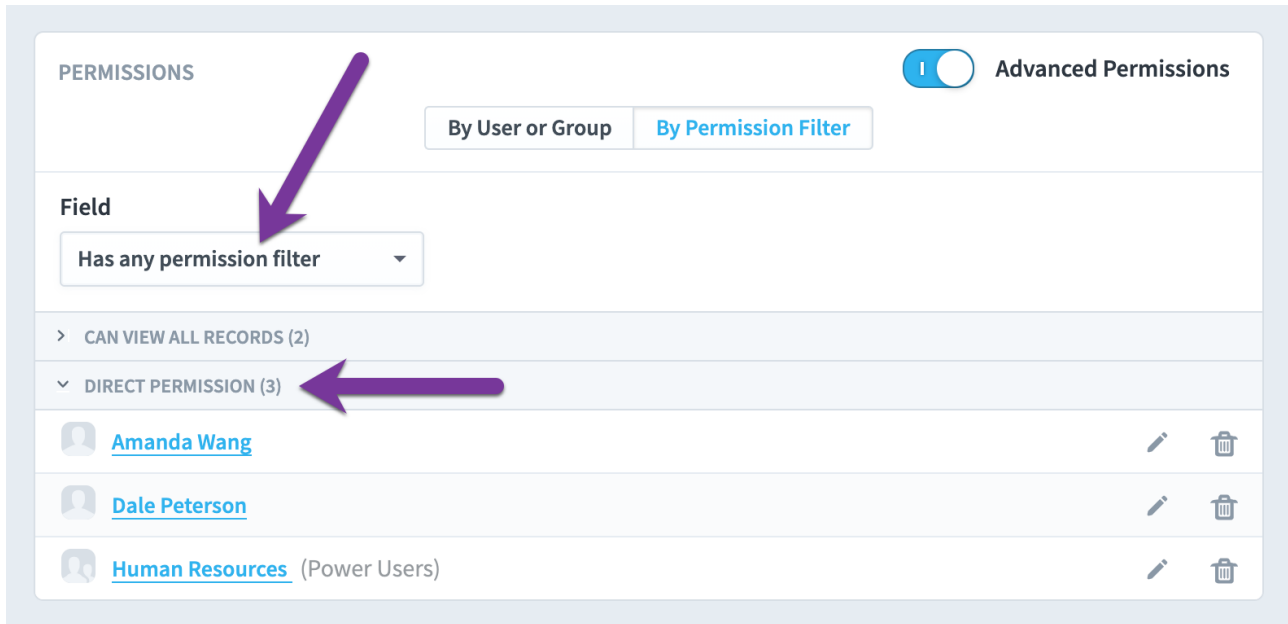 PERMISSIONS
Advanced Permissions
By User or Group
By Permission Filter
Field
Has any permission filter
CAN VIEW ALL RECORDS (2)
DIRECT PERMISSION (3)
Amanda Wang
Dale Peterson
Human Resources (Power Users)